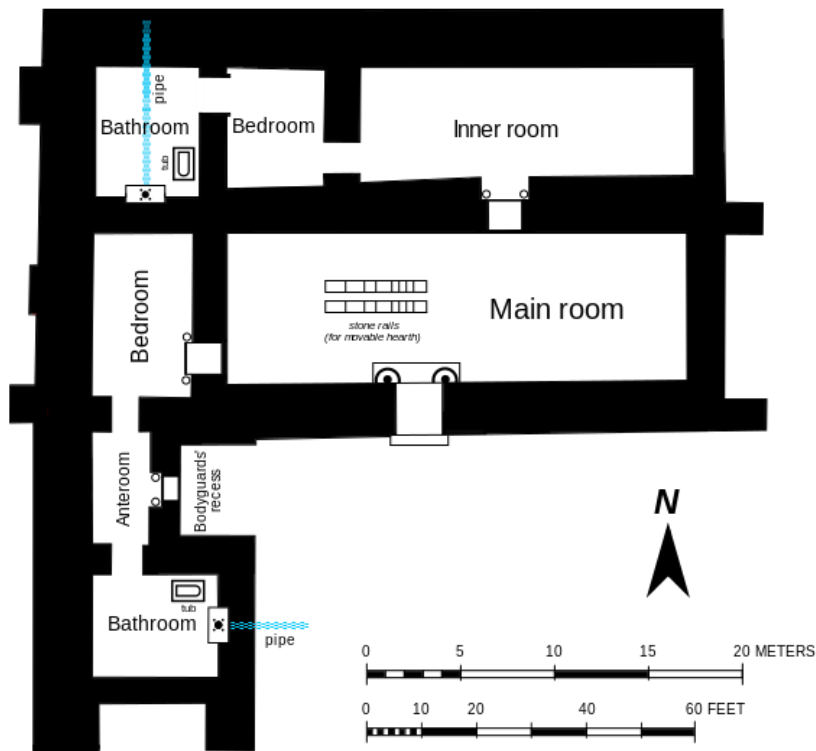 pipe
Bathroom
Bedroom
Inner room
tub
Bedroom
Main room
stone rails
(for movable hearth)
Anteroom
Bodyguards'
recess
N
tub
Bathroom
pipe
0 5 10 15 20 METERS
0 10 20 40 60 FEET